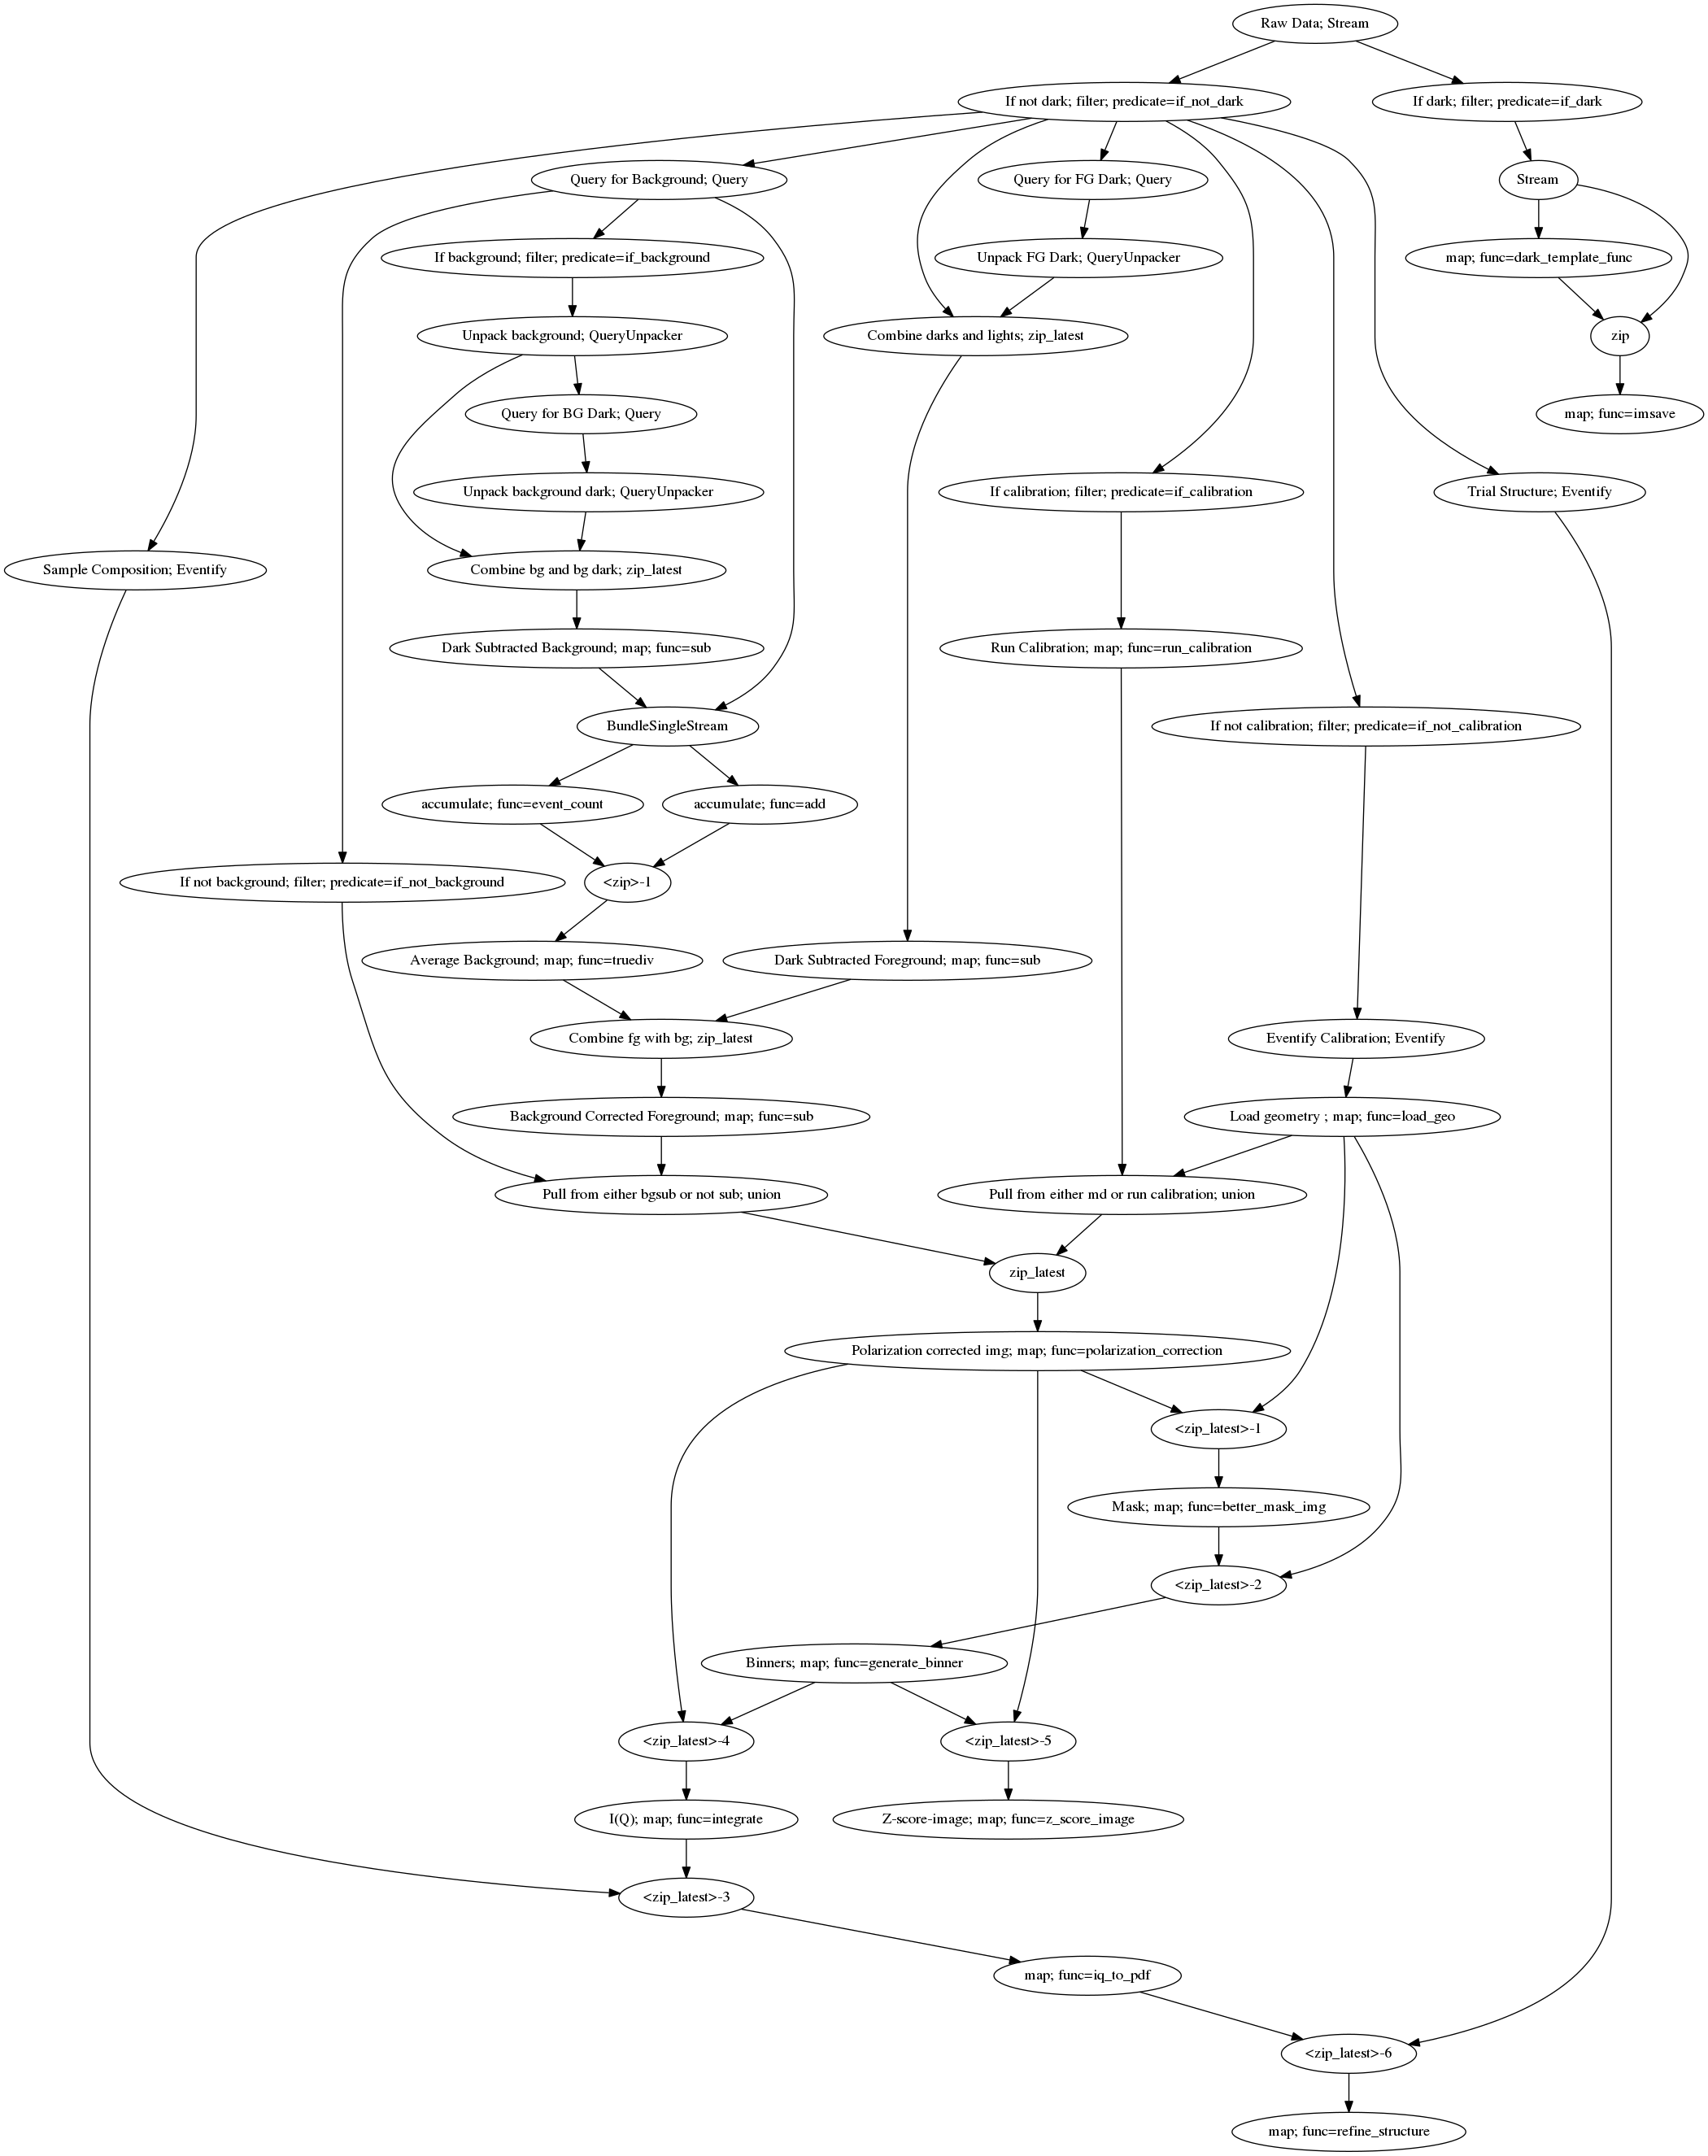 Raw Data; Stream
If not dark; filter; predicate=if_not_dark
If dark; filter; predicate=if_dark
Query for Background; Query
Query for FG Dark; Query
Stream
If background; filter; predicate=if_background
Unpack FG Dark; QueryUnpacker
map; func=dark_template_func
Unpack background; QueryUnpacker
Combine darks and lights; zip_latest
zip
Query for BG Dark; Query
map; func=imsave
Unpack background dark; QueryUnpacker
If calibration; filter; predicate=if_calibration
Trial Structure; Eventify
Sample Composition; Eventify
Combine bg and bg dark; zip_latest
Dark Subtracted Background; map; func=sub
Run Calibration; map; func=run_calibration
BundleSingleStream
If not calibration; filter; predicate=if_not_calibration
accumulate; func=event_count
accumulate; func=add
If not background; filter; predicate=if_not_background
<zip>-1
Average Background; map; func=truediv
Dark Subtracted Foreground; map; func=sub
Combine fg with bg; zip_latest
Eventify Calibration; Eventify
Background Corrected Foreground; map; func=sub
Load geometry ; map; func=load_geo
Pull from either bgsub or not sub; union
Pull from either md or run calibration; union
zip_latest
Polarization corrected img; map; func=polarization_correction
<zip_latest>-1
Mask; map; func=better_mask_img
<zip_latest>-2
Binners; map; func=generate_binner
<zip_latest>-4
<zip_latest>-5
I(Q); map; func=integrate
Z-score-image; map; func=z_score_image
<zip_latest>-3
map; func=iq_to_pdf
<zip_latest>-6
map; func=refine_structure